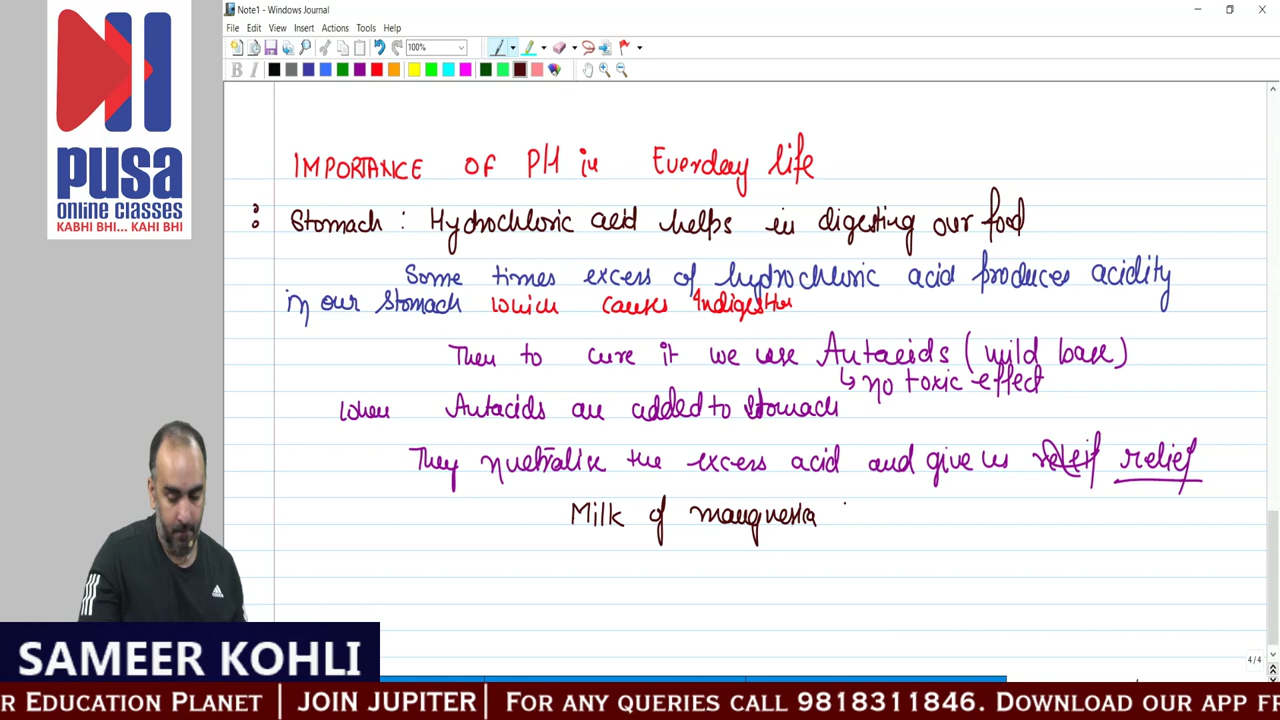 Note1 - Windows Journal
File Edit View Insert Actions Tools Help
100%
B I
PUSA
ONLINE CLASSES
KABHI BHI... KAHI BHI
IMPORTANCE OF PH in Everday life
Stomach : Hydrochloric acid helps in digesting our food
Some times excess of hydrochloric acid produces acidity
in our stomach which causes Indigestion
Then to cure it we use Antacids (mild base)
↳ no toxic effect
When Antacids are added to stomach
They nuetralise the excess acid and give us relief
Milk of mangnesia
4/4
SAMEER KOHLI
R EDUCATION PLANET | JOIN JUPITER | FOR ANY QUERIES CALL 9818311846. DOWNLOAD OUR APP FR